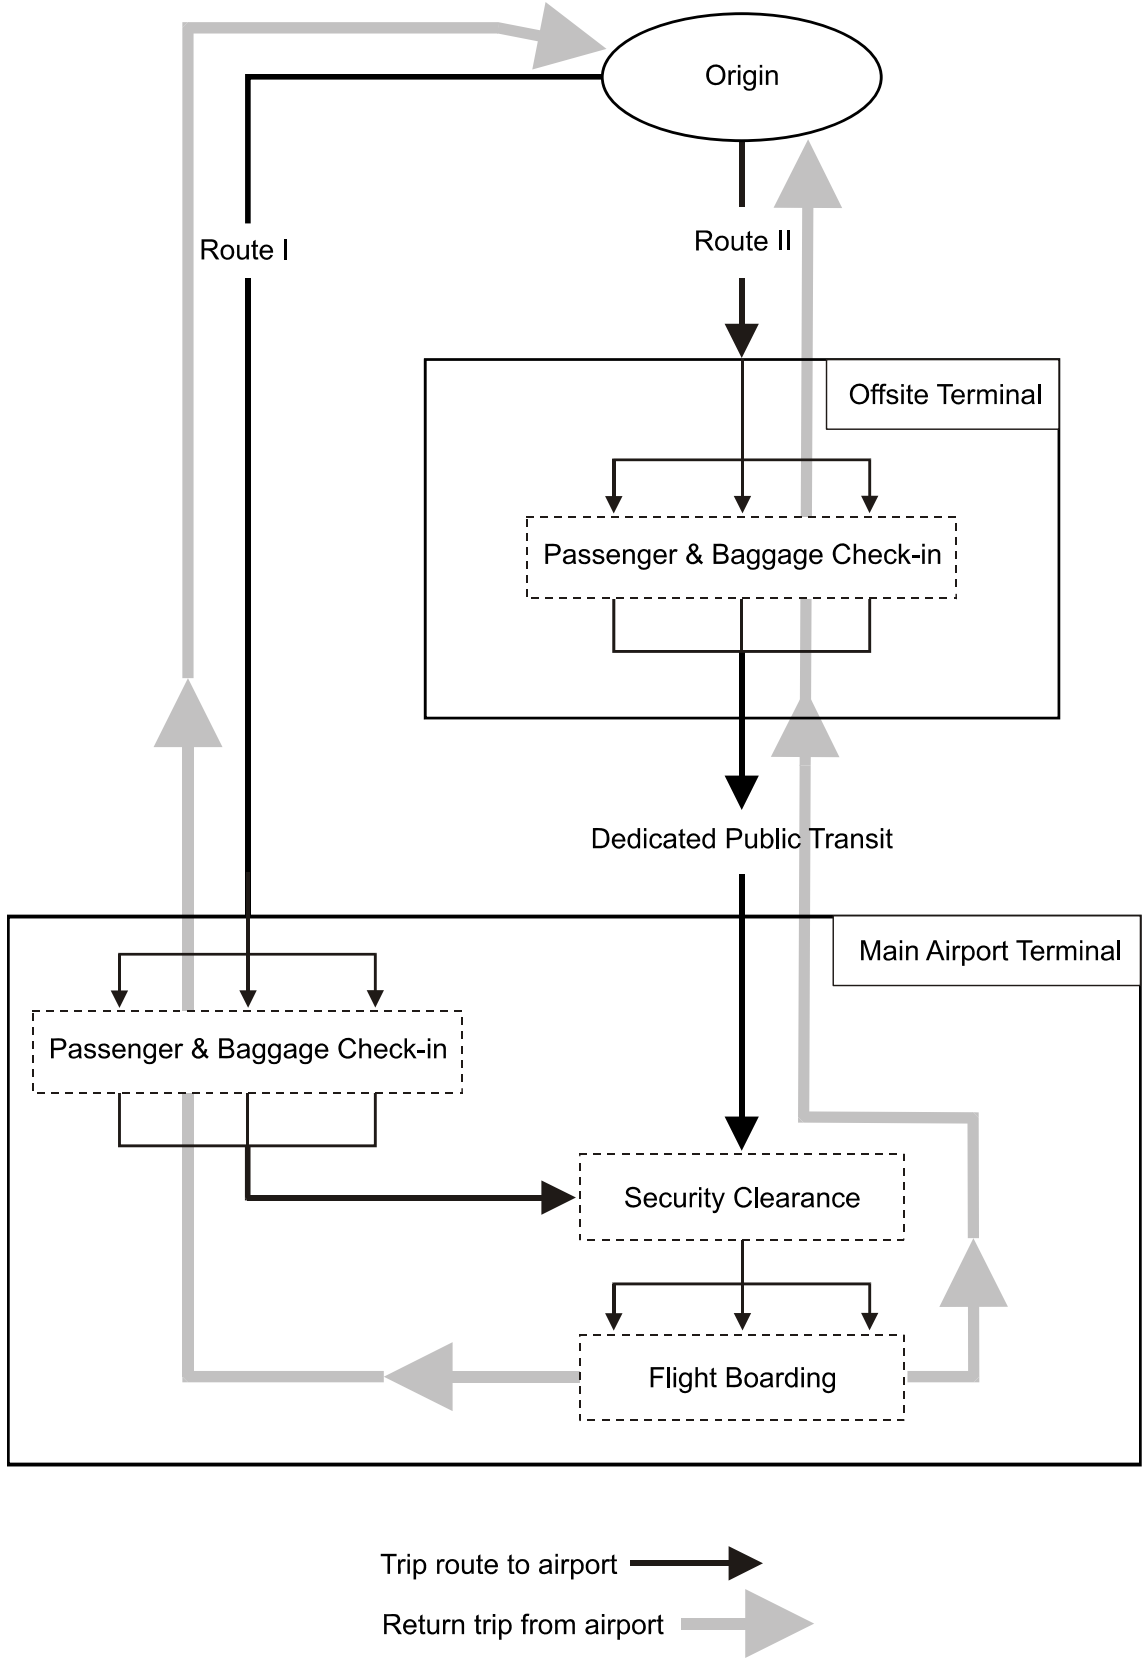 Origin
Route I
Route II
Offsite Terminal
Passenger & Baggage Check-in
Dedicated Public Transit
Main Airport Terminal
Passenger & Baggage Check-in
Security Clearance
Flight Boarding
Trip route to airport
Return trip from airport